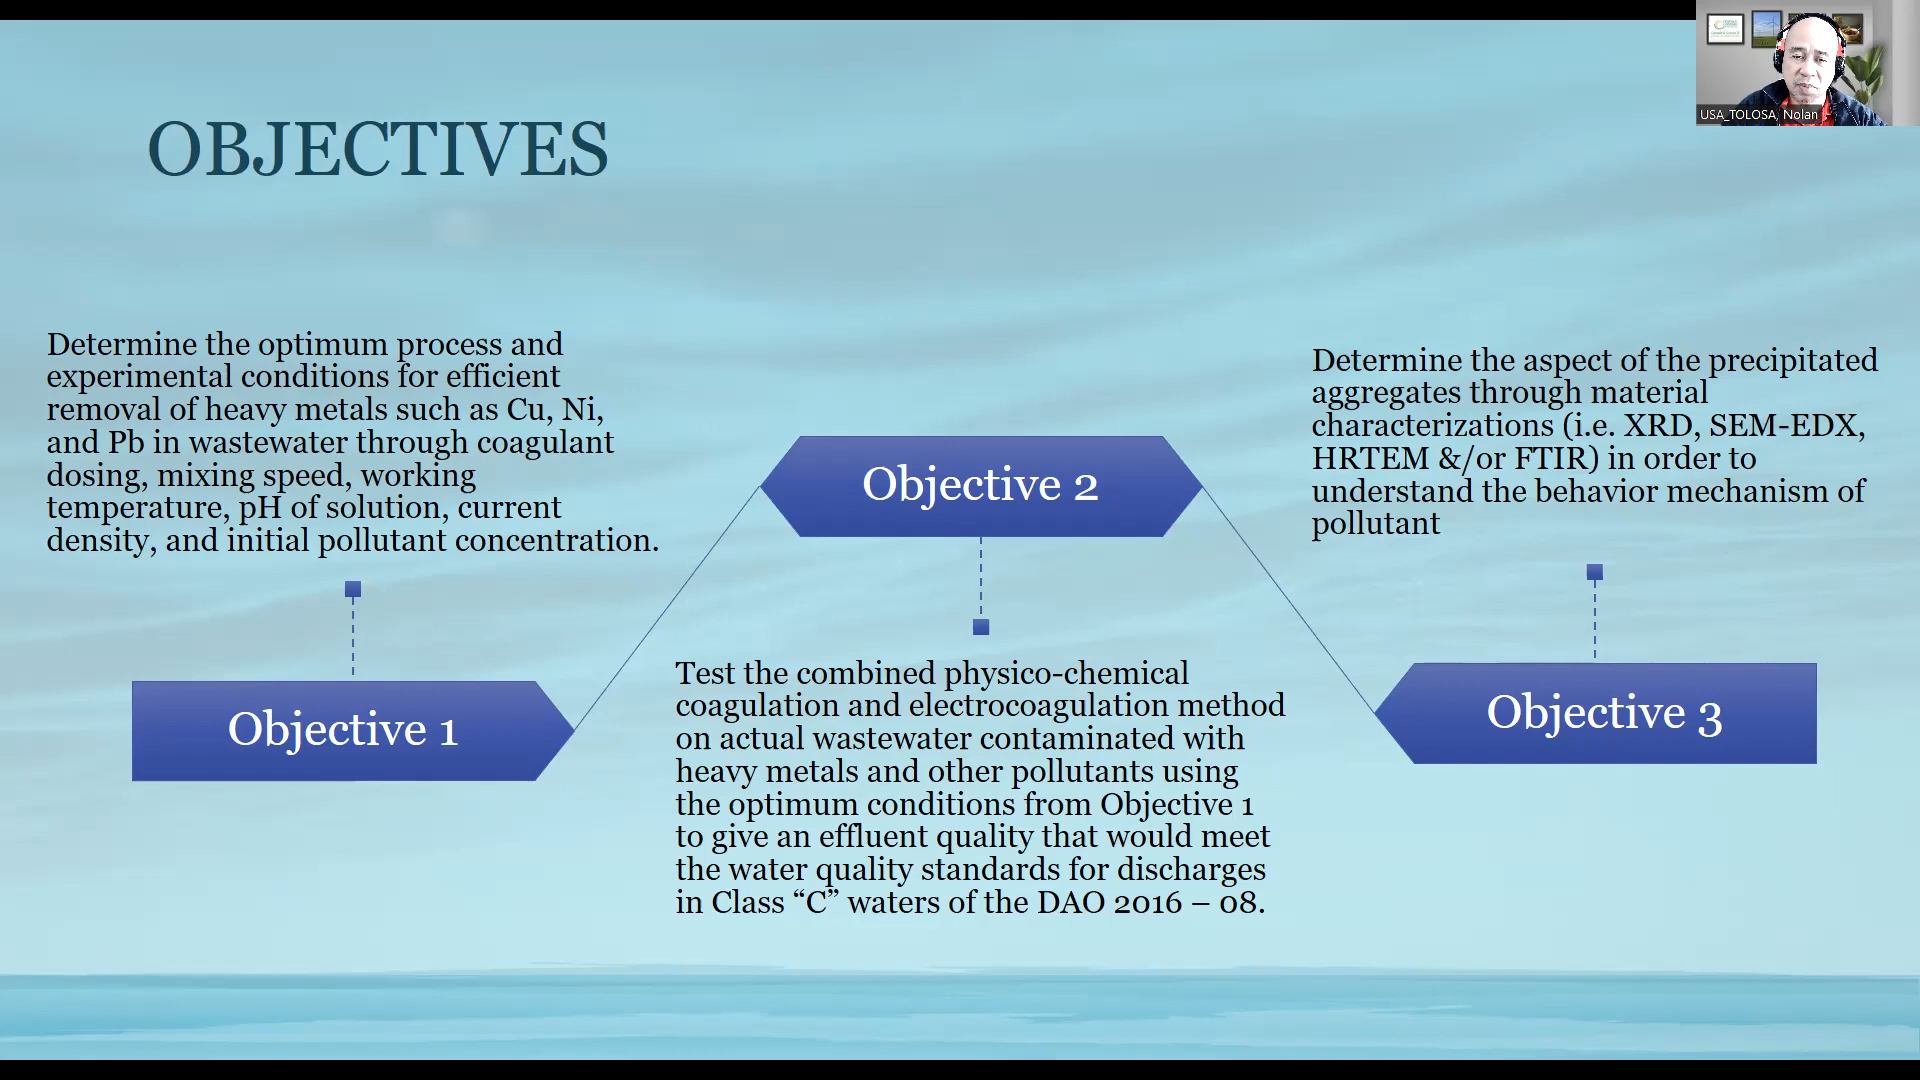 USA_TOLOSA, Nolan
OBJECTIVES
Determine the optimum process and
experimental conditions for efficient
removal of heavy metals such as Cu, Ni,
and Pb in wastewater through coagulant
dosing, mixing speed, working
temperature, pH of solution, current
density, and initial pollutant concentration.
Objective 1
Objective 2
Test the combined physico-chemical
coagulation and electrocoagulation method
on actual wastewater contaminated with
heavy metals and other pollutants using
the optimum conditions from Objective 1
to give an effluent quality that would meet
the water quality standards for discharges
in Class “C” waters of the DAO 2016 – 08.
Determine the aspect of the precipitated
aggregates through material
characterizations (i.e. XRD, SEM-EDX,
HRTEM &/or FTIR) in order to
understand the behavior mechanism of
pollutant
Objective 3